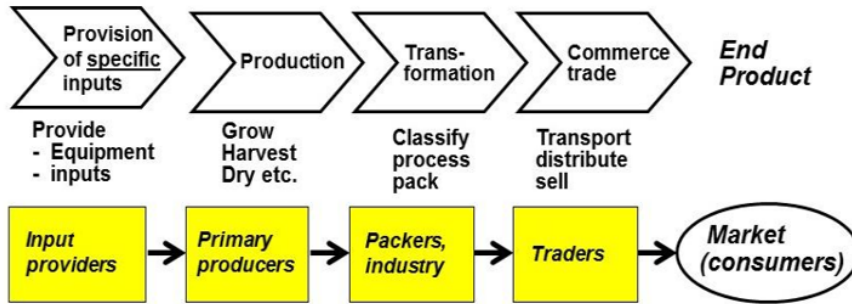 Provision
of specific
inputs
Production
Trans-
formation
Commerce
trade
End
Product
Provide
- Equipment
- inputs
Grow
Harvest
Dry etc.
Classify
process
pack
Transport
distribute
sell
Input
providers
Primary
producers
Packers,
industry
Traders
Market
(consumers)